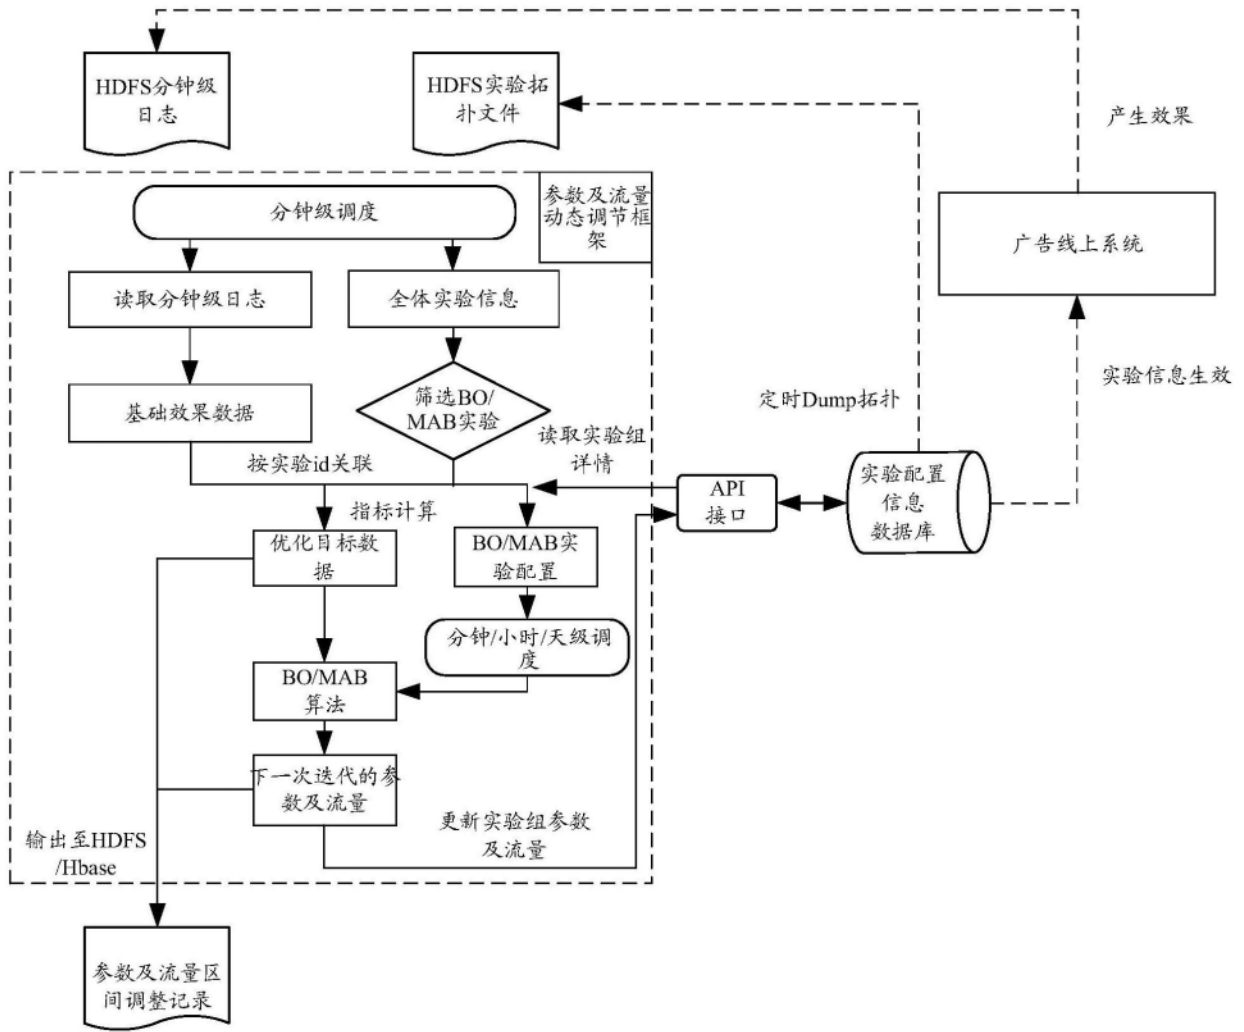 HDFS分钟级
日志
HDFS实验拓
扑文件
产生效果
参数及流量
动态调节框
架
分钟级调度
广告线上系统
读取分钟级日志
全体实验信息
实验信息生效
筛选BO/
MAB实验
基础效果数据
定时Dump拓扑
读取实验组
详情
按实验id关联
API
接口
实验配置
信息
数据库
指标计算
优化目标数
据
BO/MAB实
验配置
分钟/小时/天级调
度
BO/MAB
算法
下一次迭代的参
数及流量
更新实验组参数
及流量
输出至HDFS
/Hbase
参数及流量区
间调整记录